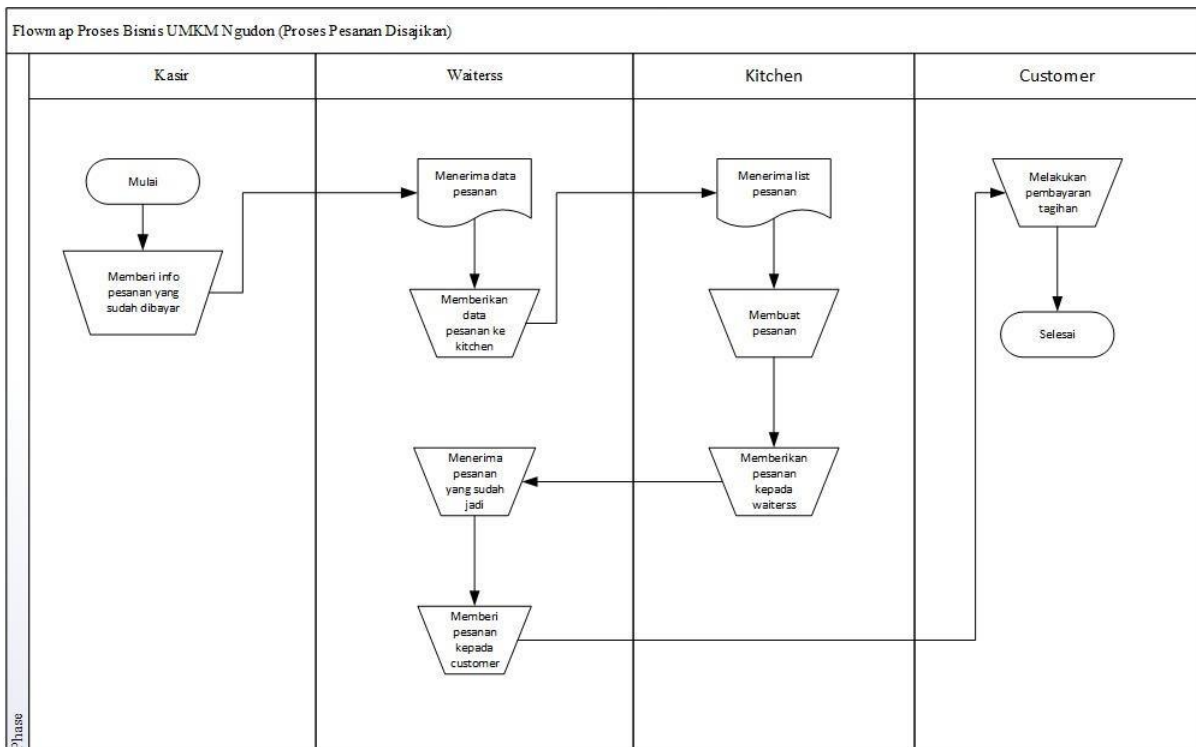 Flowmap Proses Bisnis UMKM Ngudon (Proses Pesanan Disajikan)
Kasir
Waiterss
Kitchen
Customer
Mulai
Memberi info
pesanan yang
sudah dibayar
Menerima data
pesanan
Memberikan
data
pesanan ke
kitchen
Menerima list
pesanan
Membuat
pesanan
Memberikan
pesanan
kepada
waiterss
Menerima
pesanan
yang sudah
jadi
Memberi
pesanan
kepada
customer
Melakukan
pembayaran
tagihan
Selesai
Phase